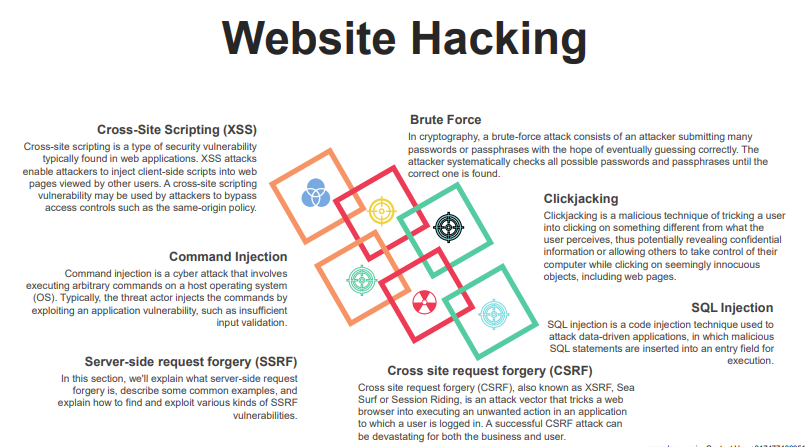 Website Hacking
Cross-Site Scripting (XSS)
Cross-site scripting is a type of security vulnerability
typically found in web applications. XSS attacks
enable attackers to inject client-side scripts into web
pages viewed by other users. A cross-site scripting
vulnerability may be used by attackers to bypass
access controls such as the same-origin policy.
Brute Force
In cryptography, a brute-force attack consists of an attacker submitting many
passwords or passphrases with the hope of eventually guessing correctly. The
attacker systematically checks all possible passwords and passphrases until the
correct one is found.
Clickjacking
Clickjacking is a malicious technique of tricking a user
into clicking on something different from what the
user perceives, thus potentially revealing confidential
information or allowing others to take control of their
computer while clicking on seemingly innocuous
objects, including web pages.
Command Injection
Command injection is a cyber attack that involves
executing arbitrary commands on a host operating system
(OS). Typically, the threat actor injects the commands by
exploiting an application vulnerability, such as insufficient
input validation.
SQL Injection
SQL injection is a code injection technique used to
attack data-driven applications, in which malicious
SQL statements are inserted into an entry field for
execution.
Server-side request forgery (SSRF)
In this section, we'll explain what server-side request
forgery is, describe some common examples, and
explain how to find and exploit various kinds of SSRF
vulnerabilities.
Cross site request forgery (CSRF)
Cross site request forgery (CSRF), also known as XSRF, Sea
Surf or Session Riding, is an attack vector that tricks a web
browser into executing an unwanted action in an application
to which a user is logged in. A successful CSRF attack can
be devastating for both the business and user.